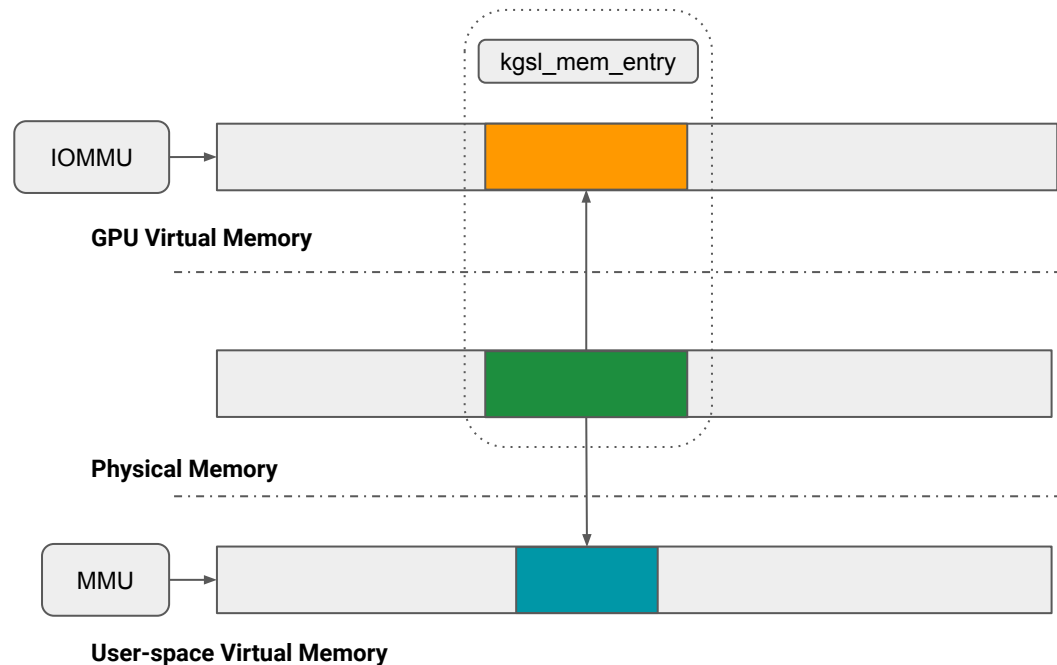 kgsl_mem_entry
IOMMU
GPU Virtual Memory
Physical Memory
MMU
User-space Virtual Memory